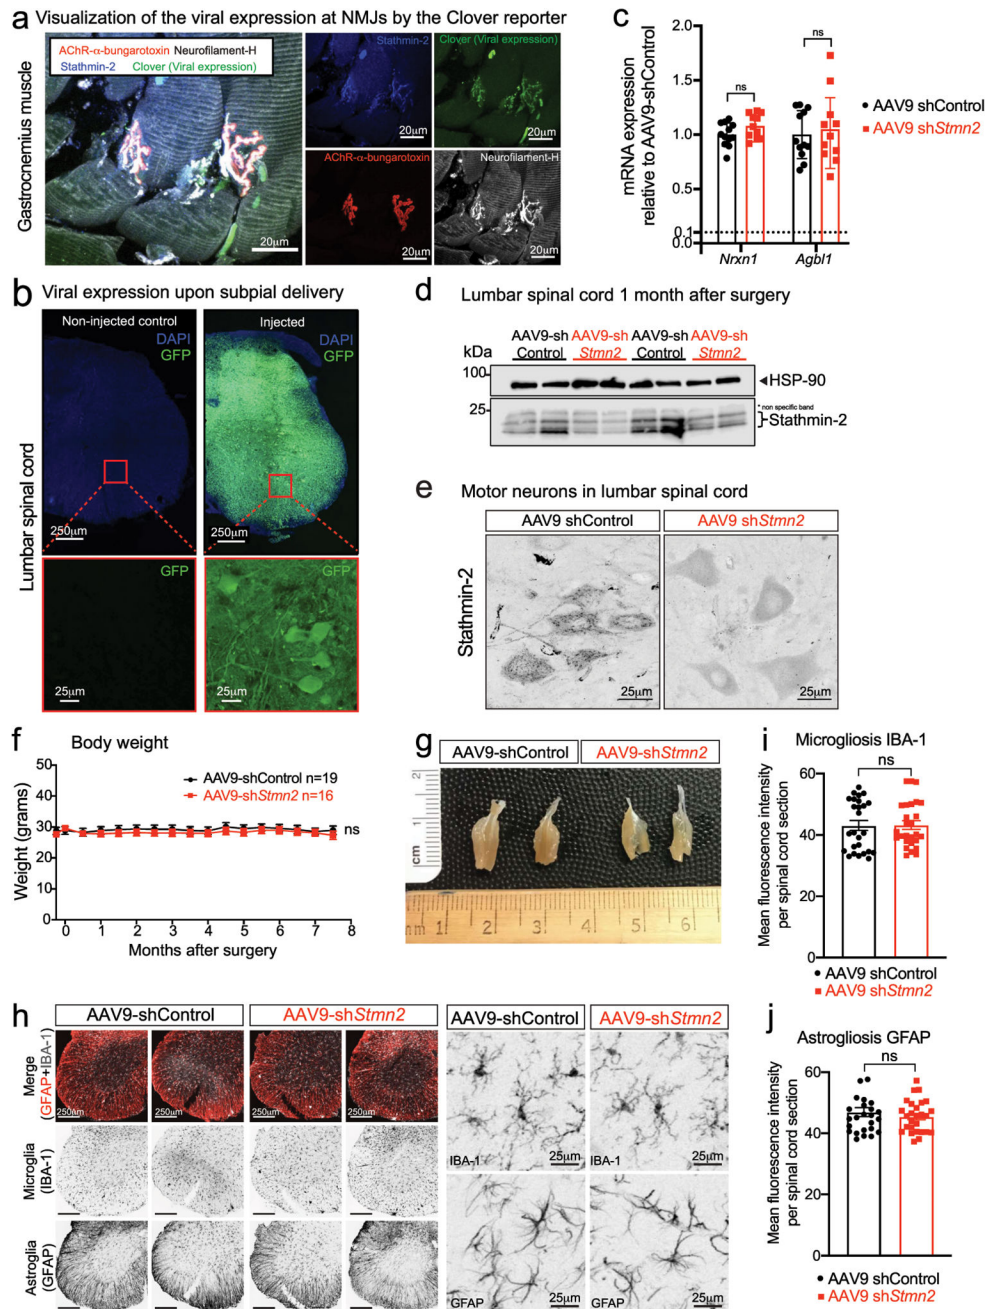 a Visualization of the viral expression at NMJs by the Clover reporter
Gastrocnemius muscle
AChR-α-bungarotoxin Neurofilament-H
Stathmin-2 Clover (Viral expression)
20µm
Stathmin-2
20µm
Clover (Viral expression)
20µm
AChR-α-bungarotoxin
20µm
Neurofilament-H
20µm
c
mRNA expression
relative to AAV9-shControl
2.0
1.5
1.0
0.5
0.1
0.0
ns
ns
Nrxn1
Agbl1
AAV9 shControl
AAV9 shStmn2
b Viral expression upon subpial delivery
Lumbar spinal cord
Non-injected control
DAPI
GFP
250µm
Injected
DAPI
GFP
250µm
GFP
25µm
GFP
25µm
d Lumbar spinal cord 1 month after surgery
AAV9-sh AAV9-sh AAV9-sh AAV9-sh
Control Stmn2 Control Stmn2
kDa
100
25
HSP-90
* non specific band
Stathmin-2
e Motor neurons in lumbar spinal cord
AAV9 shControl
AAV9 shStmn2
Stathmin-2
25µm
25µm
f Body weight
Weight (grams)
50
40
30
20
10
0
AAV9-shControl n=19
AAV9-shStmn2 n=16
ns
0 1 2 3 4 5 6 7 8
Months after surgery
g
AAV9-shControl
AAV9-shStmn2
2
1
cm
1 2 3 4 5 6
i Microgliosis IBA-1
Mean fluorescence intensity
per spinal cord section
60
40
20
0
ns
AAV9 shControl
AAV9 shStmn2
h
AAV9-shControl
AAV9-shStmn2
Merge
(GFAP+IBA-1)
250µm
250µm
250µm
250µm
Microglia
(IBA-1)
Astroglia
(GFAP)
AAV9-shControl
AAV9-shStmn2
IBA-1
25µm
IBA-1
25µm
GFAP
25µm
GFAP
25µm
j Astrogliosis GFAP
Mean fluorescence intensity
per spinal cord section
60
40
20
0
ns
AAV9 shControl
AAV9 shStmn2